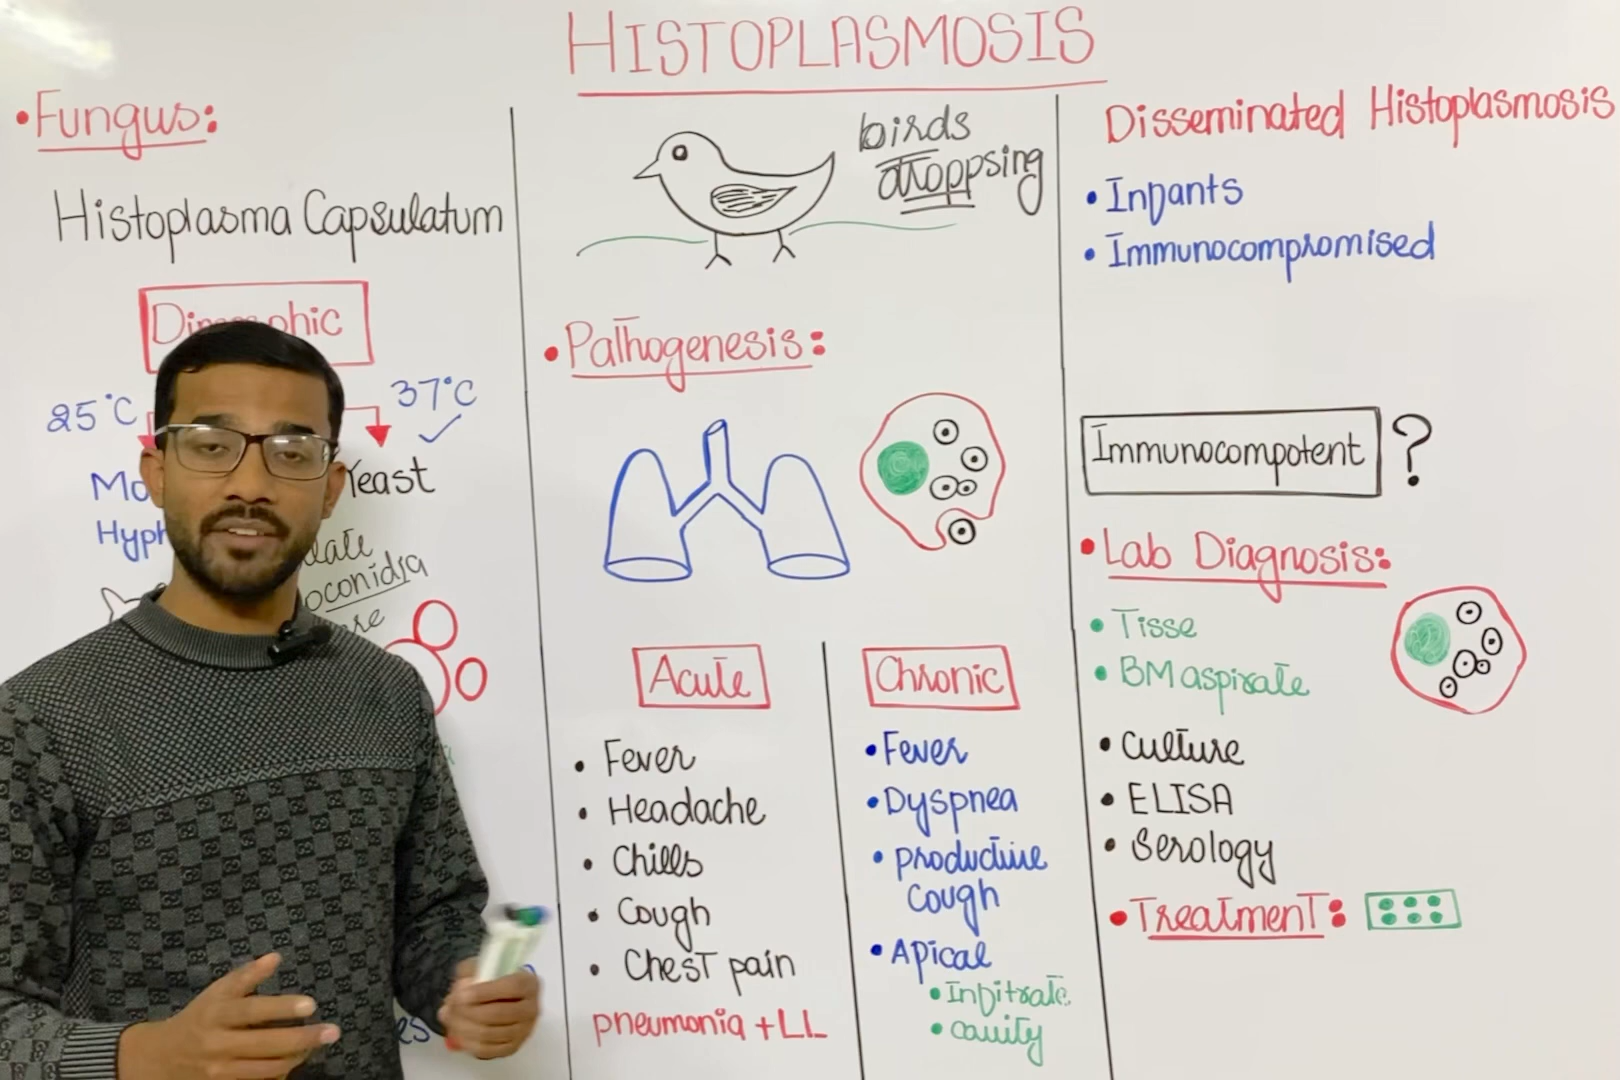 HISTOPLASMOSIS
• Fungus:
Histoplasma Capsulatum
25°C
37°C
Yeast
birds
droppsing
• Pathogenesis:
Acute
• Fever
• Headache
• Chills
• Cough
• Chest pain
pneumonia + LL
Chronic
• Fever
• Dyspnea
• productive
Cough
• Apical
• Infitrate
• cavity
Disseminated Histoplasmosis
• Infants
• Immunocompromised
Immunocompotent ?
• Lab Diagnosis:
• Tisse
• BM aspirate
• Culture
• ELISA
• Serology
• Treatment: